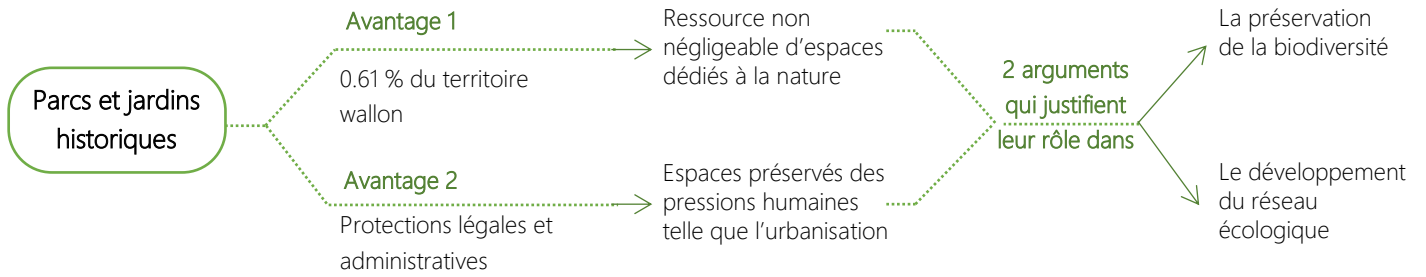 Parcs et jardins
historiques
Avantage 1
0.61 % du territoire
wallon
Avantage 2
Protections légales et
administratives
Ressource non
négligeable d’espaces
dédiés à la nature
Espaces préservés des
pressions humaines
telle que l’urbanisation
2 arguments
qui justifient
leur rôle dans
La préservation
de la biodiversité
Le développement
du réseau
écologique